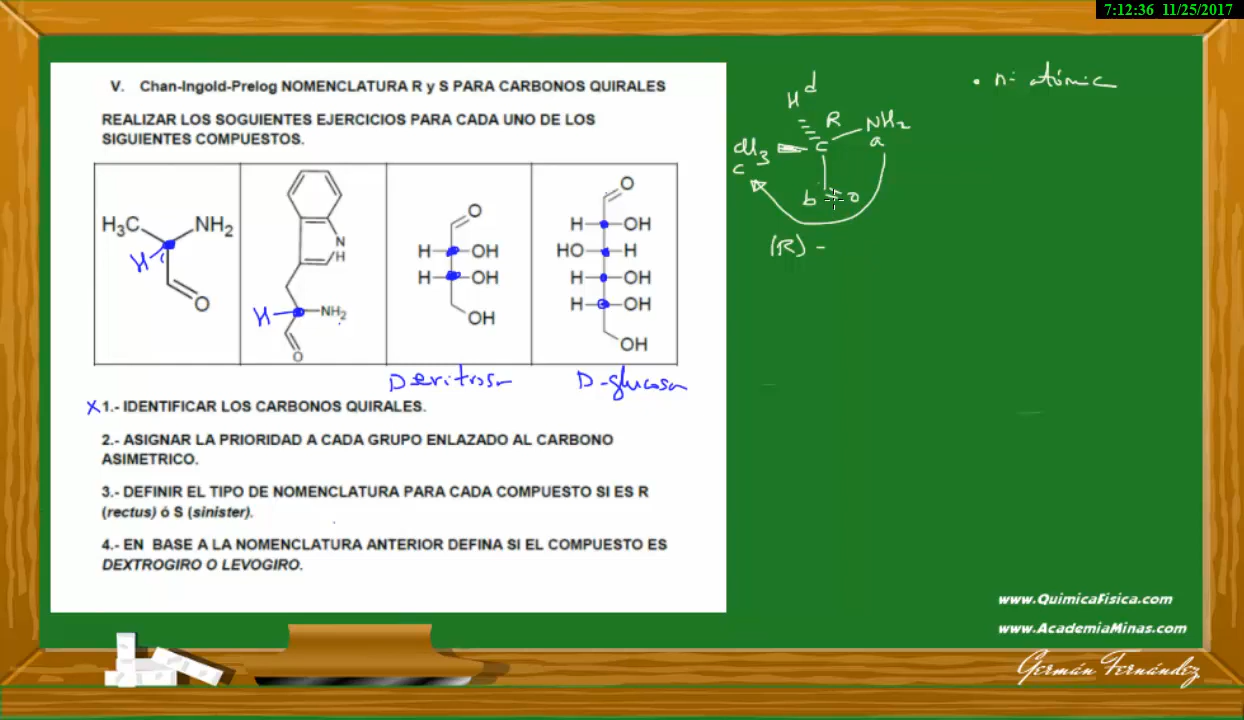 7:12:36 11/25/2017
V. Chan-Ingold-Prelog NOMENCLATURA R y S PARA CARBONOS QUIRALES
REALIZAR LOS SOGUIENTES EJERCICIOS PARA CADA UNO DE LOS
SIGUIENTES COMPUESTOS.
H₃C NH₂
H
O
N
H
H NH₂
O
O
H OH
H OH
OH
O
H OH
HO H
H OH
H OH
OH
D eritrosa D-glucosa
X 1.- IDENTIFICAR LOS CARBONOS QUIRALES.
2.- ASIGNAR LA PRIORIDAD A CADA GRUPO ENLAZADO AL CARBONO
ASIMETRICO.
3.- DEFINIR EL TIPO DE NOMENCLATURA PARA CADA COMPUESTO SI ES R
(rectus) ó S (sinister).
4.- EN BASE A LA NOMENCLATURA ANTERIOR DEFINA SI EL COMPUESTO ES
DEXTROGIRO O LEVOGIRO.
H d
R NH₂
CH₃ C a
c
b O
(R) -
• nº atómic
www.QuimicaFisica.com
www.AcademiaMinas.com
Germán Fernández